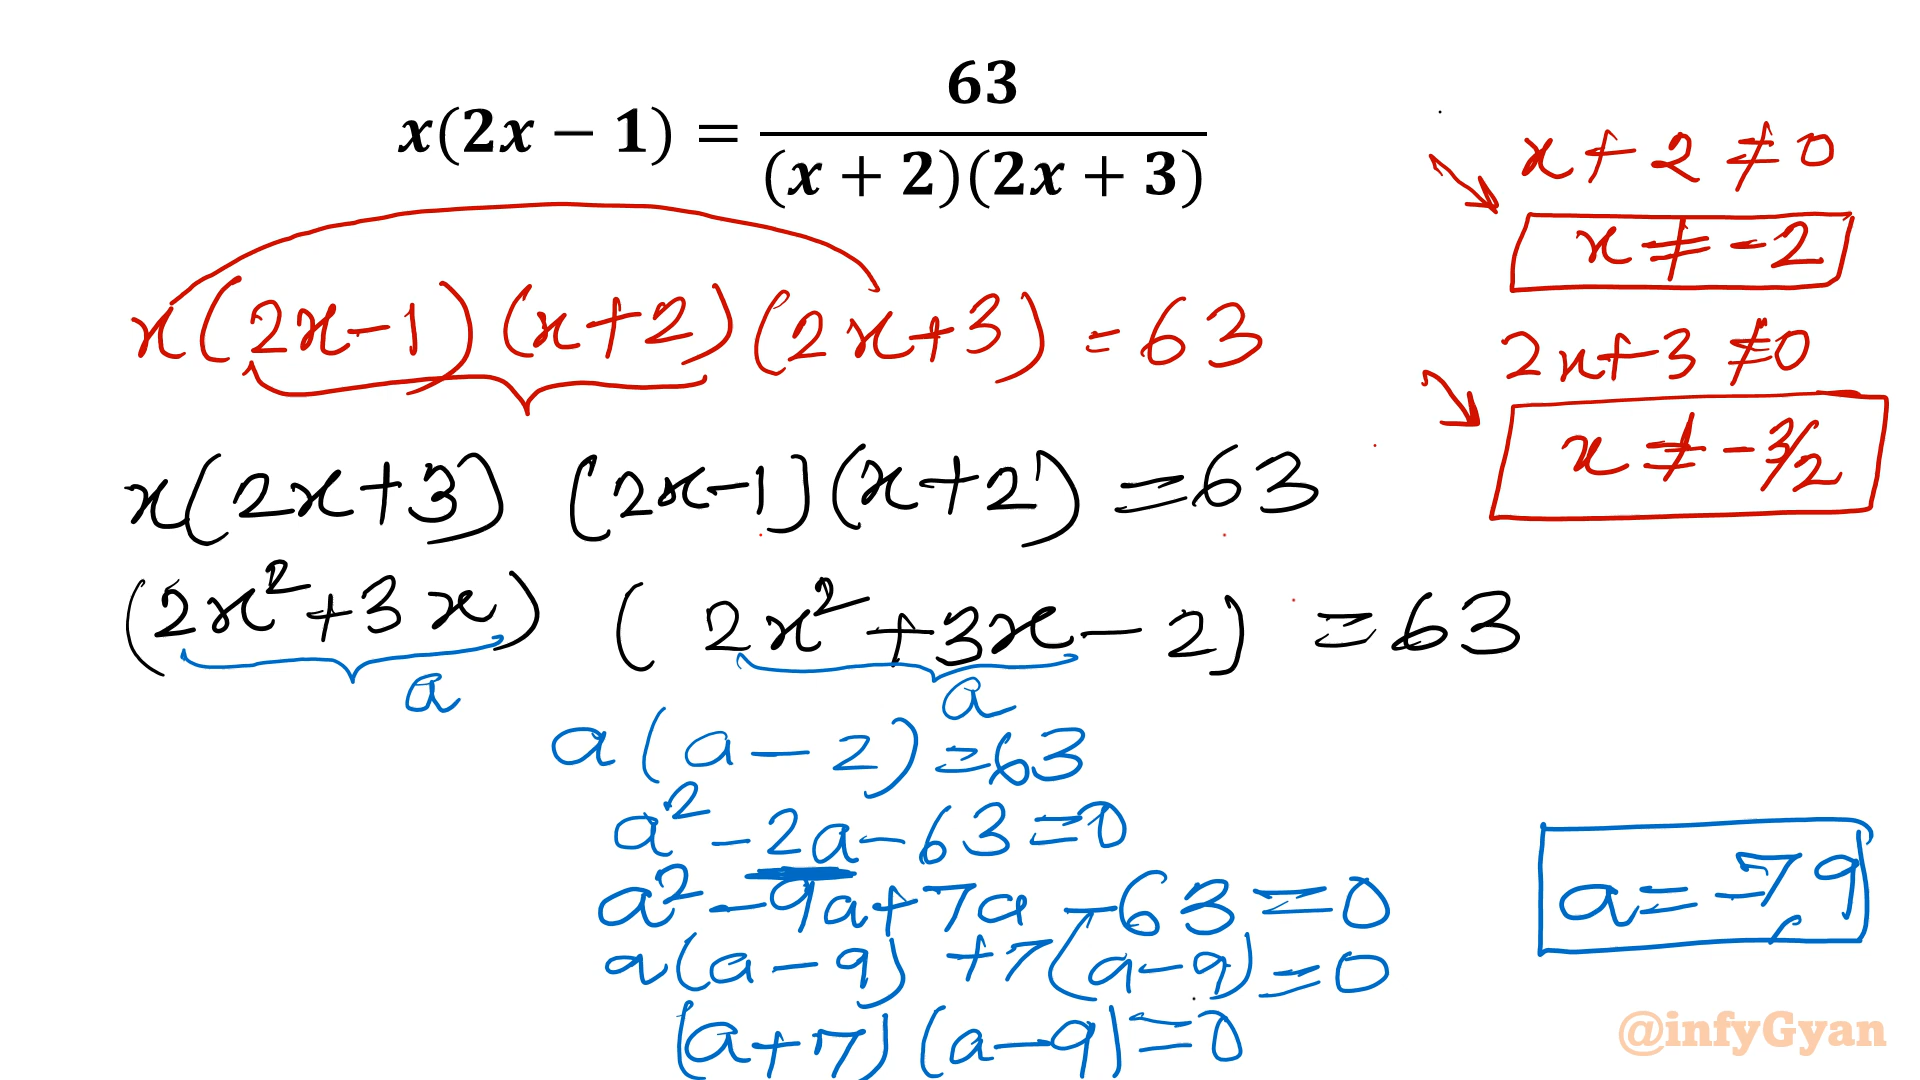 x(2x − 1) = 63 / (x + 2)(2x + 3)
x + 2 ≠ 0
x ≠ -2
x(2x-1)(x+2)(2x+3) = 63
2x+3 ≠ 0
x ≠ -3/2
x(2x+3) (2x-1)(x+2) = 63
(2x²+3x) (2x²+3x-2) = 63
a a
a(a-2) = 63
a² - 2a - 63 = 0
a² - 9a + 7a - 63 = 0
a = -7, 9
a(a-9) + 7(a-9) = 0
(a+7)(a-9) = 0
@infyGyan